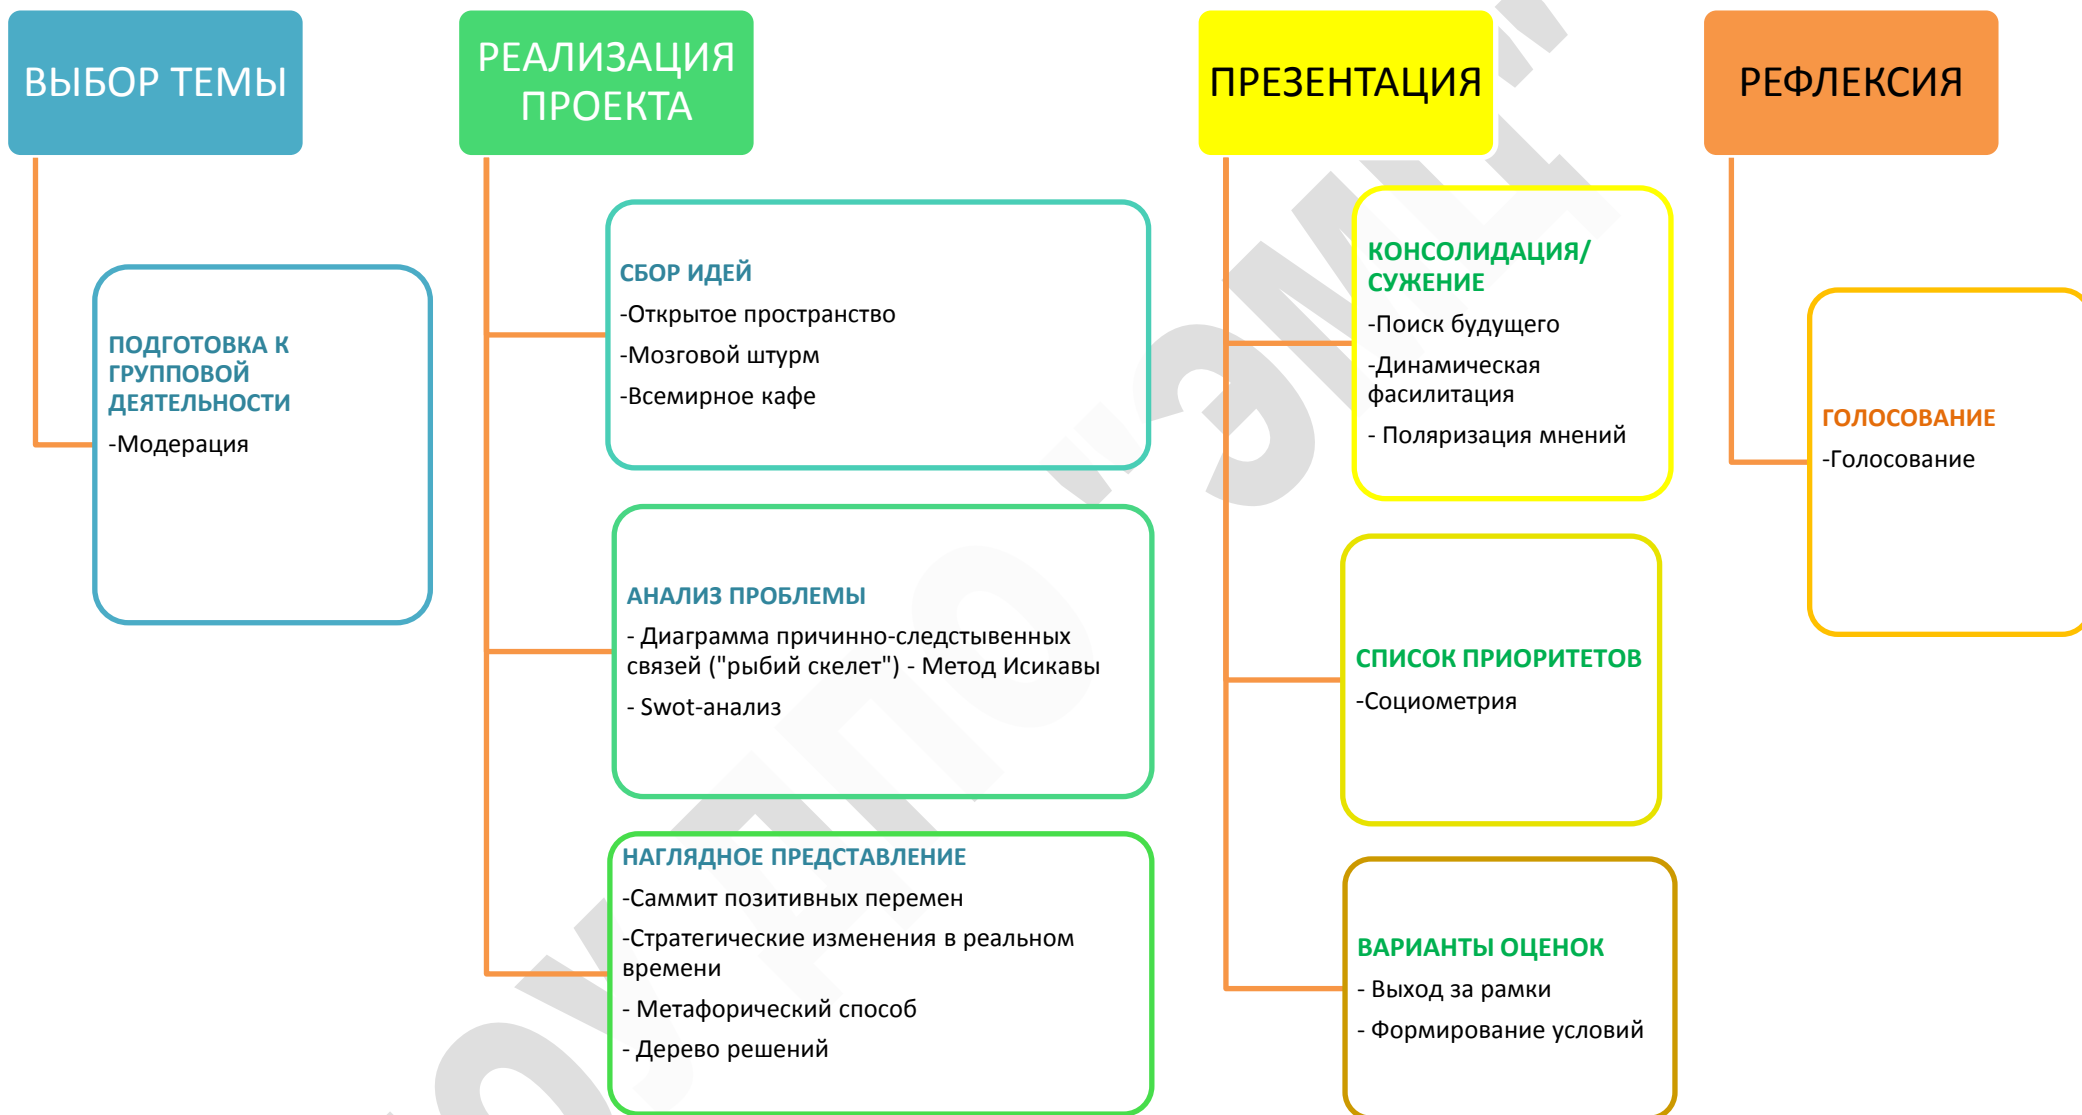 ВЫБОР ТЕМЫ
ПОДГОТОВКА К
ГРУППОВОЙ
ДЕЯТЕЛЬНОСТИ
-Модерация
РЕАЛИЗАЦИЯ
ПРОЕКТА
СБОР ИДЕЙ
-Открытое пространство
-Мозговой штурм
-Всемирное кафе
АНАЛИЗ ПРОБЛЕМЫ
- Диаграмма причинно-следстывенных
связей ("рыбий скелет") - Метод Исикавы
- Swot-анализ
НАГЛЯДНОЕ ПРЕДСТАВЛЕНИЕ
-Саммит позитивных перемен
-Стратегические изменения в реальном
времени
- Метафорический способ
- Дерево решений
ПРЕЗЕНТАЦИЯ
КОНСОЛИДАЦИЯ/
СУЖЕНИЕ
-Поиск будущего
-Динамическая
фасилитация
- Поляризация мнений
СПИСОК ПРИОРИТЕТОВ
-Социометрия
ВАРИАНТЫ ОЦЕНОК
- Выход за рамки
- Формирование условий
РЕФЛЕКСИЯ
ГОЛОСОВАНИЕ
-Голосование
ДПО "ЭМЦ"